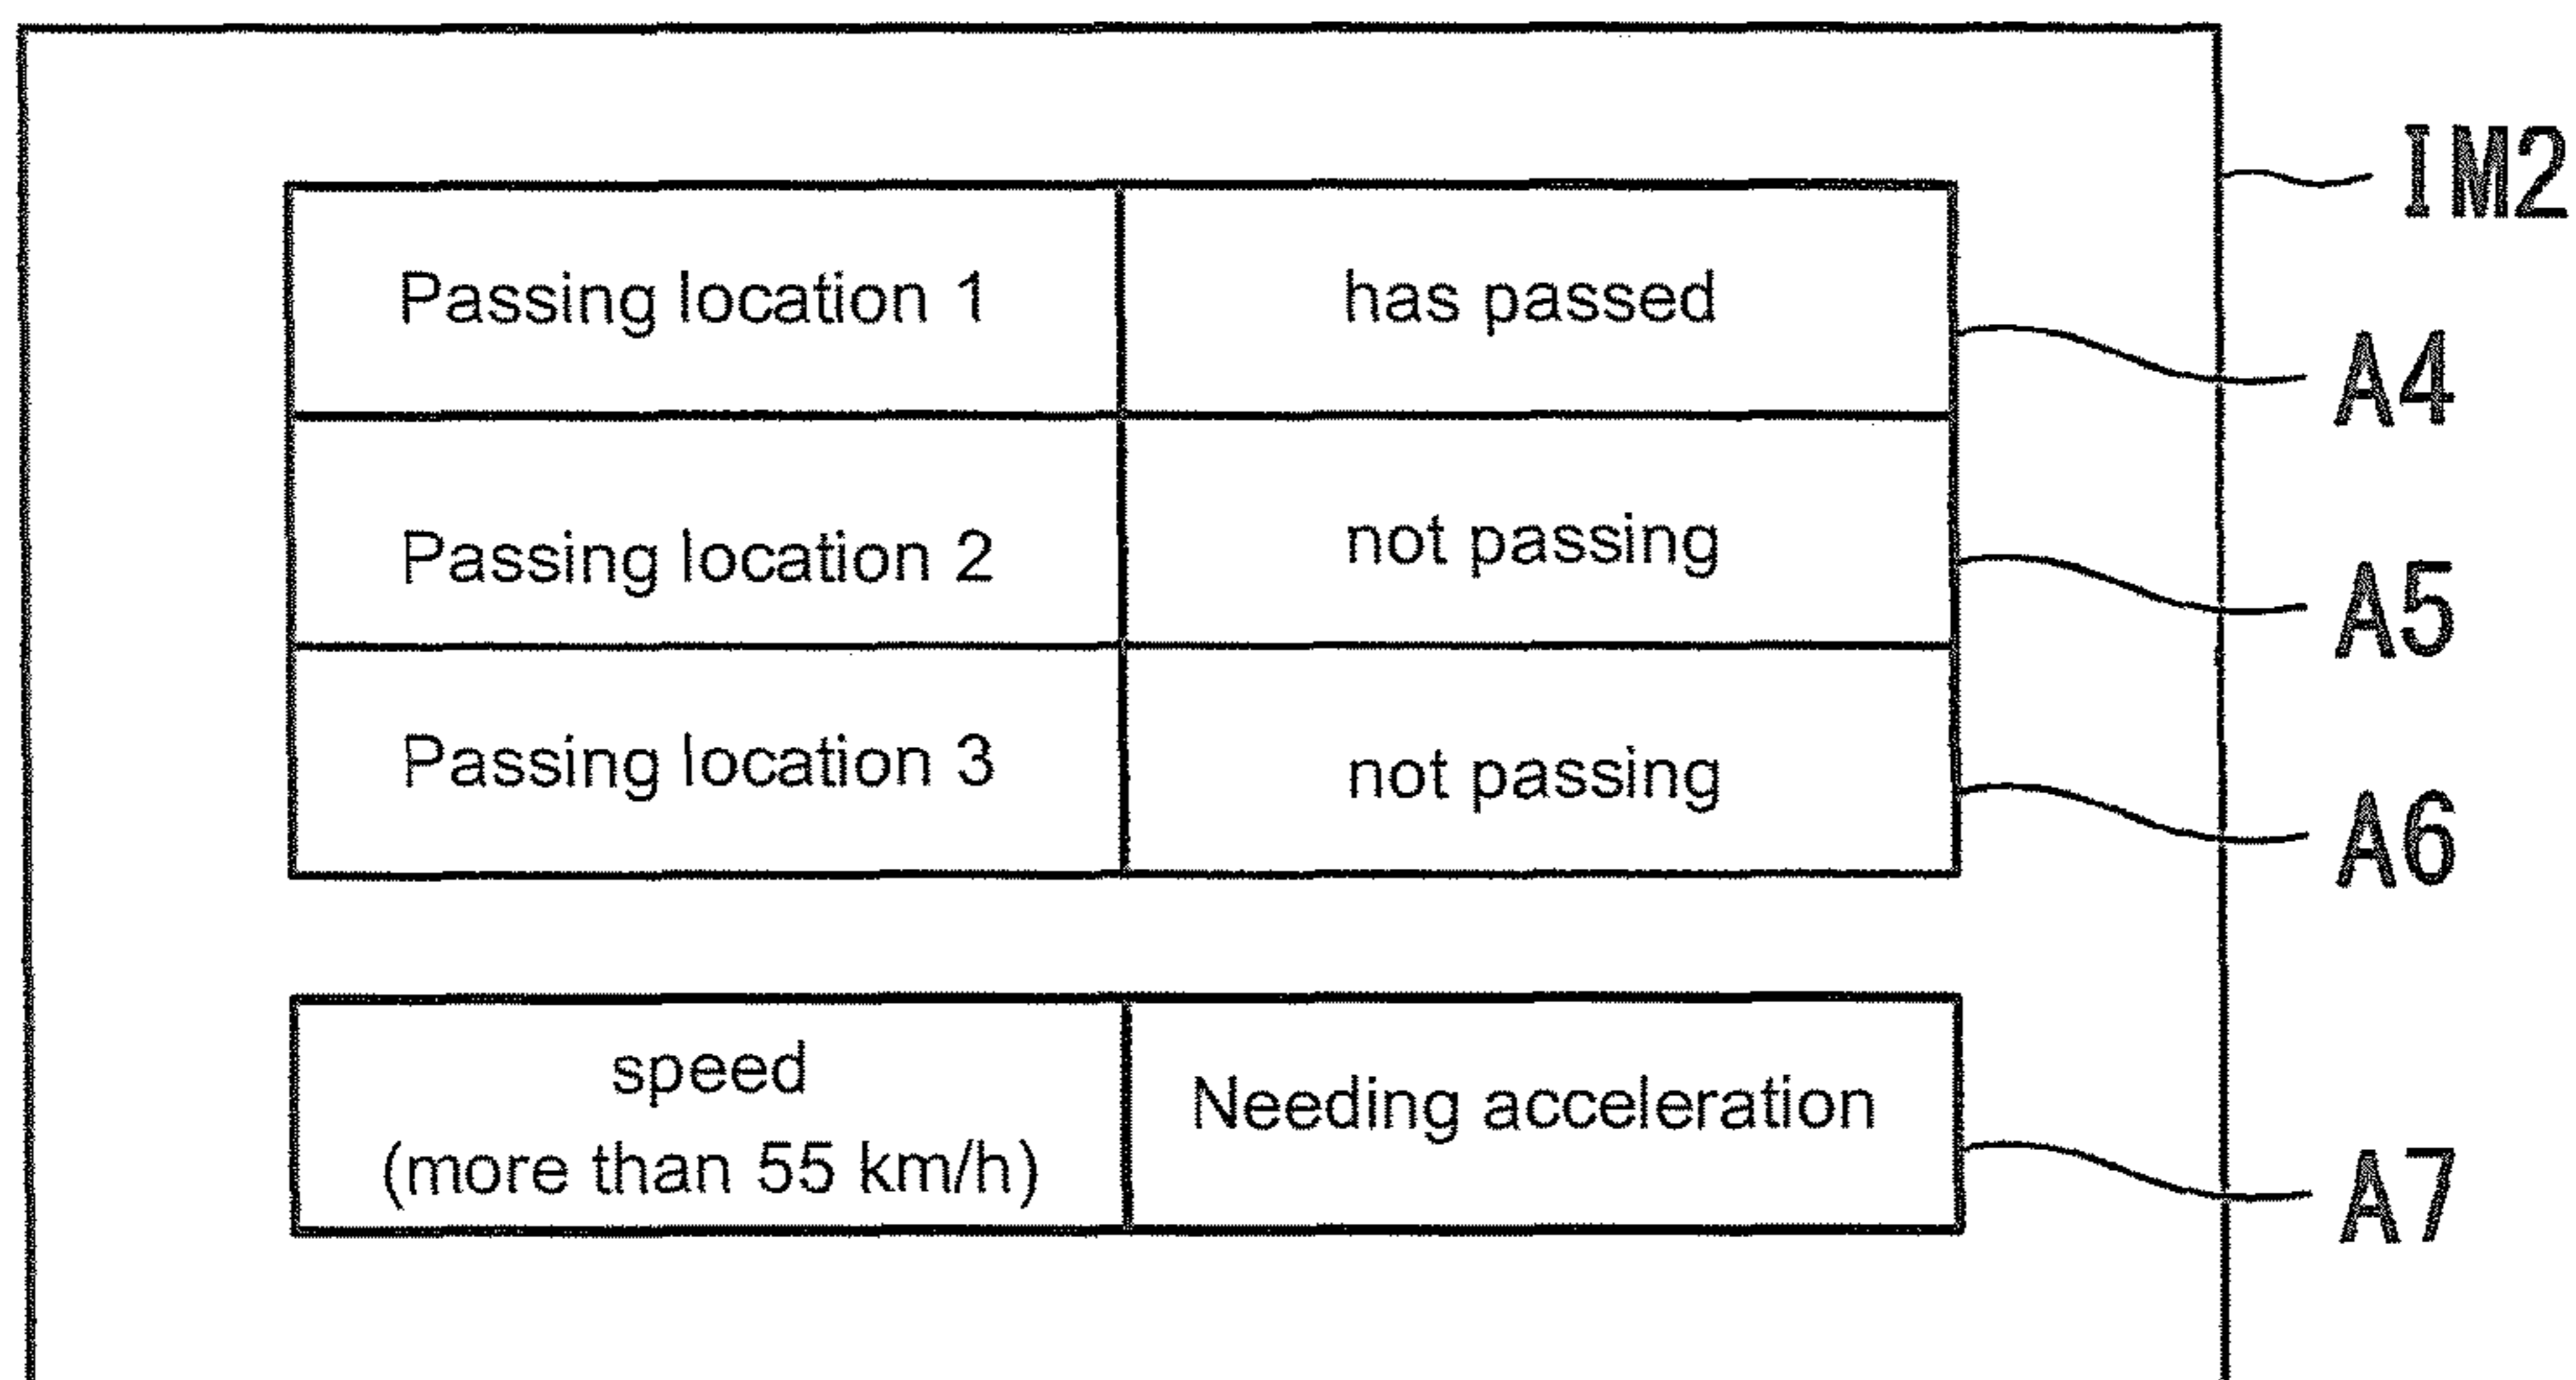 IM2
Passing location 1 has passed
A4
Passing location 2 not passing
A5
Passing location 3 not passing
A6
speed
(more than 55 km/h)
Needing acceleration
A7